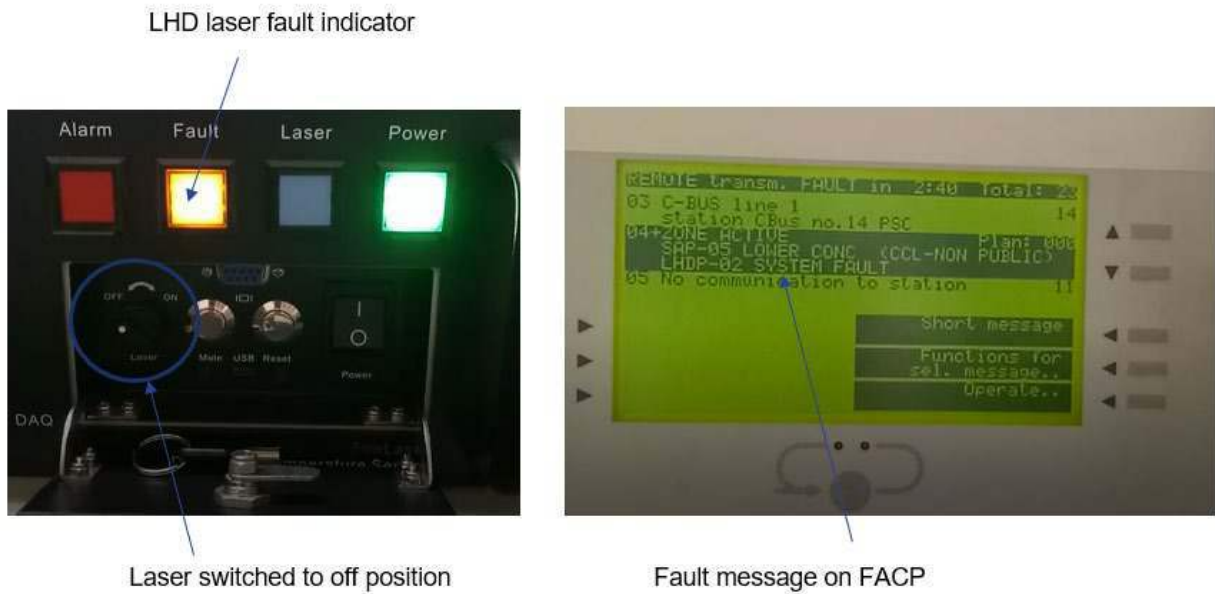 LHD laser fault indicator
Alarm Fault Laser Power
OFF ON
Laser
Mule USB Reset
Power
DAQ
REMOTE transm. FAULT in 2:40 Total: 22
03 C-BUS line 1 14
station CBus no.14 PSC
04+ZONE ACTIVE Plan: 000
SAP-05 LOWER CONC (CCL-NON PUBLIC)
LHDP-02 SYSTEM FAULT
05 No communication to station 11
Short message
Functions for
sel. message..
Operate..
Laser switched to off position
Fault message on FACP